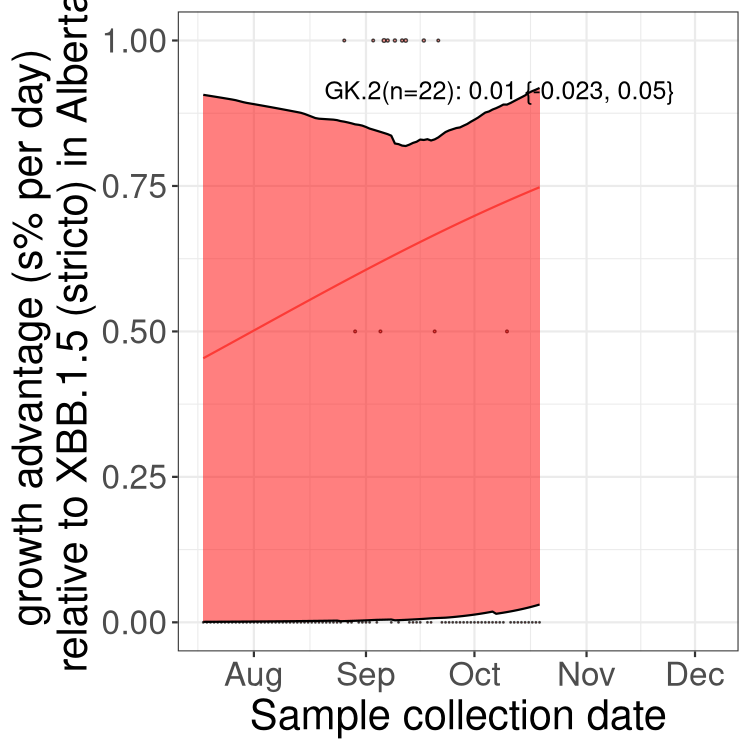 growth advantage (s% per day)
relative to XBB.1.5 (stricto) in Alberta
1.00
0.75
0.50
0.25
0.00
GK.2(n=22): 0.01 {-0.023, 0.05}
Aug Sep Oct Nov Dec
Sample collection date